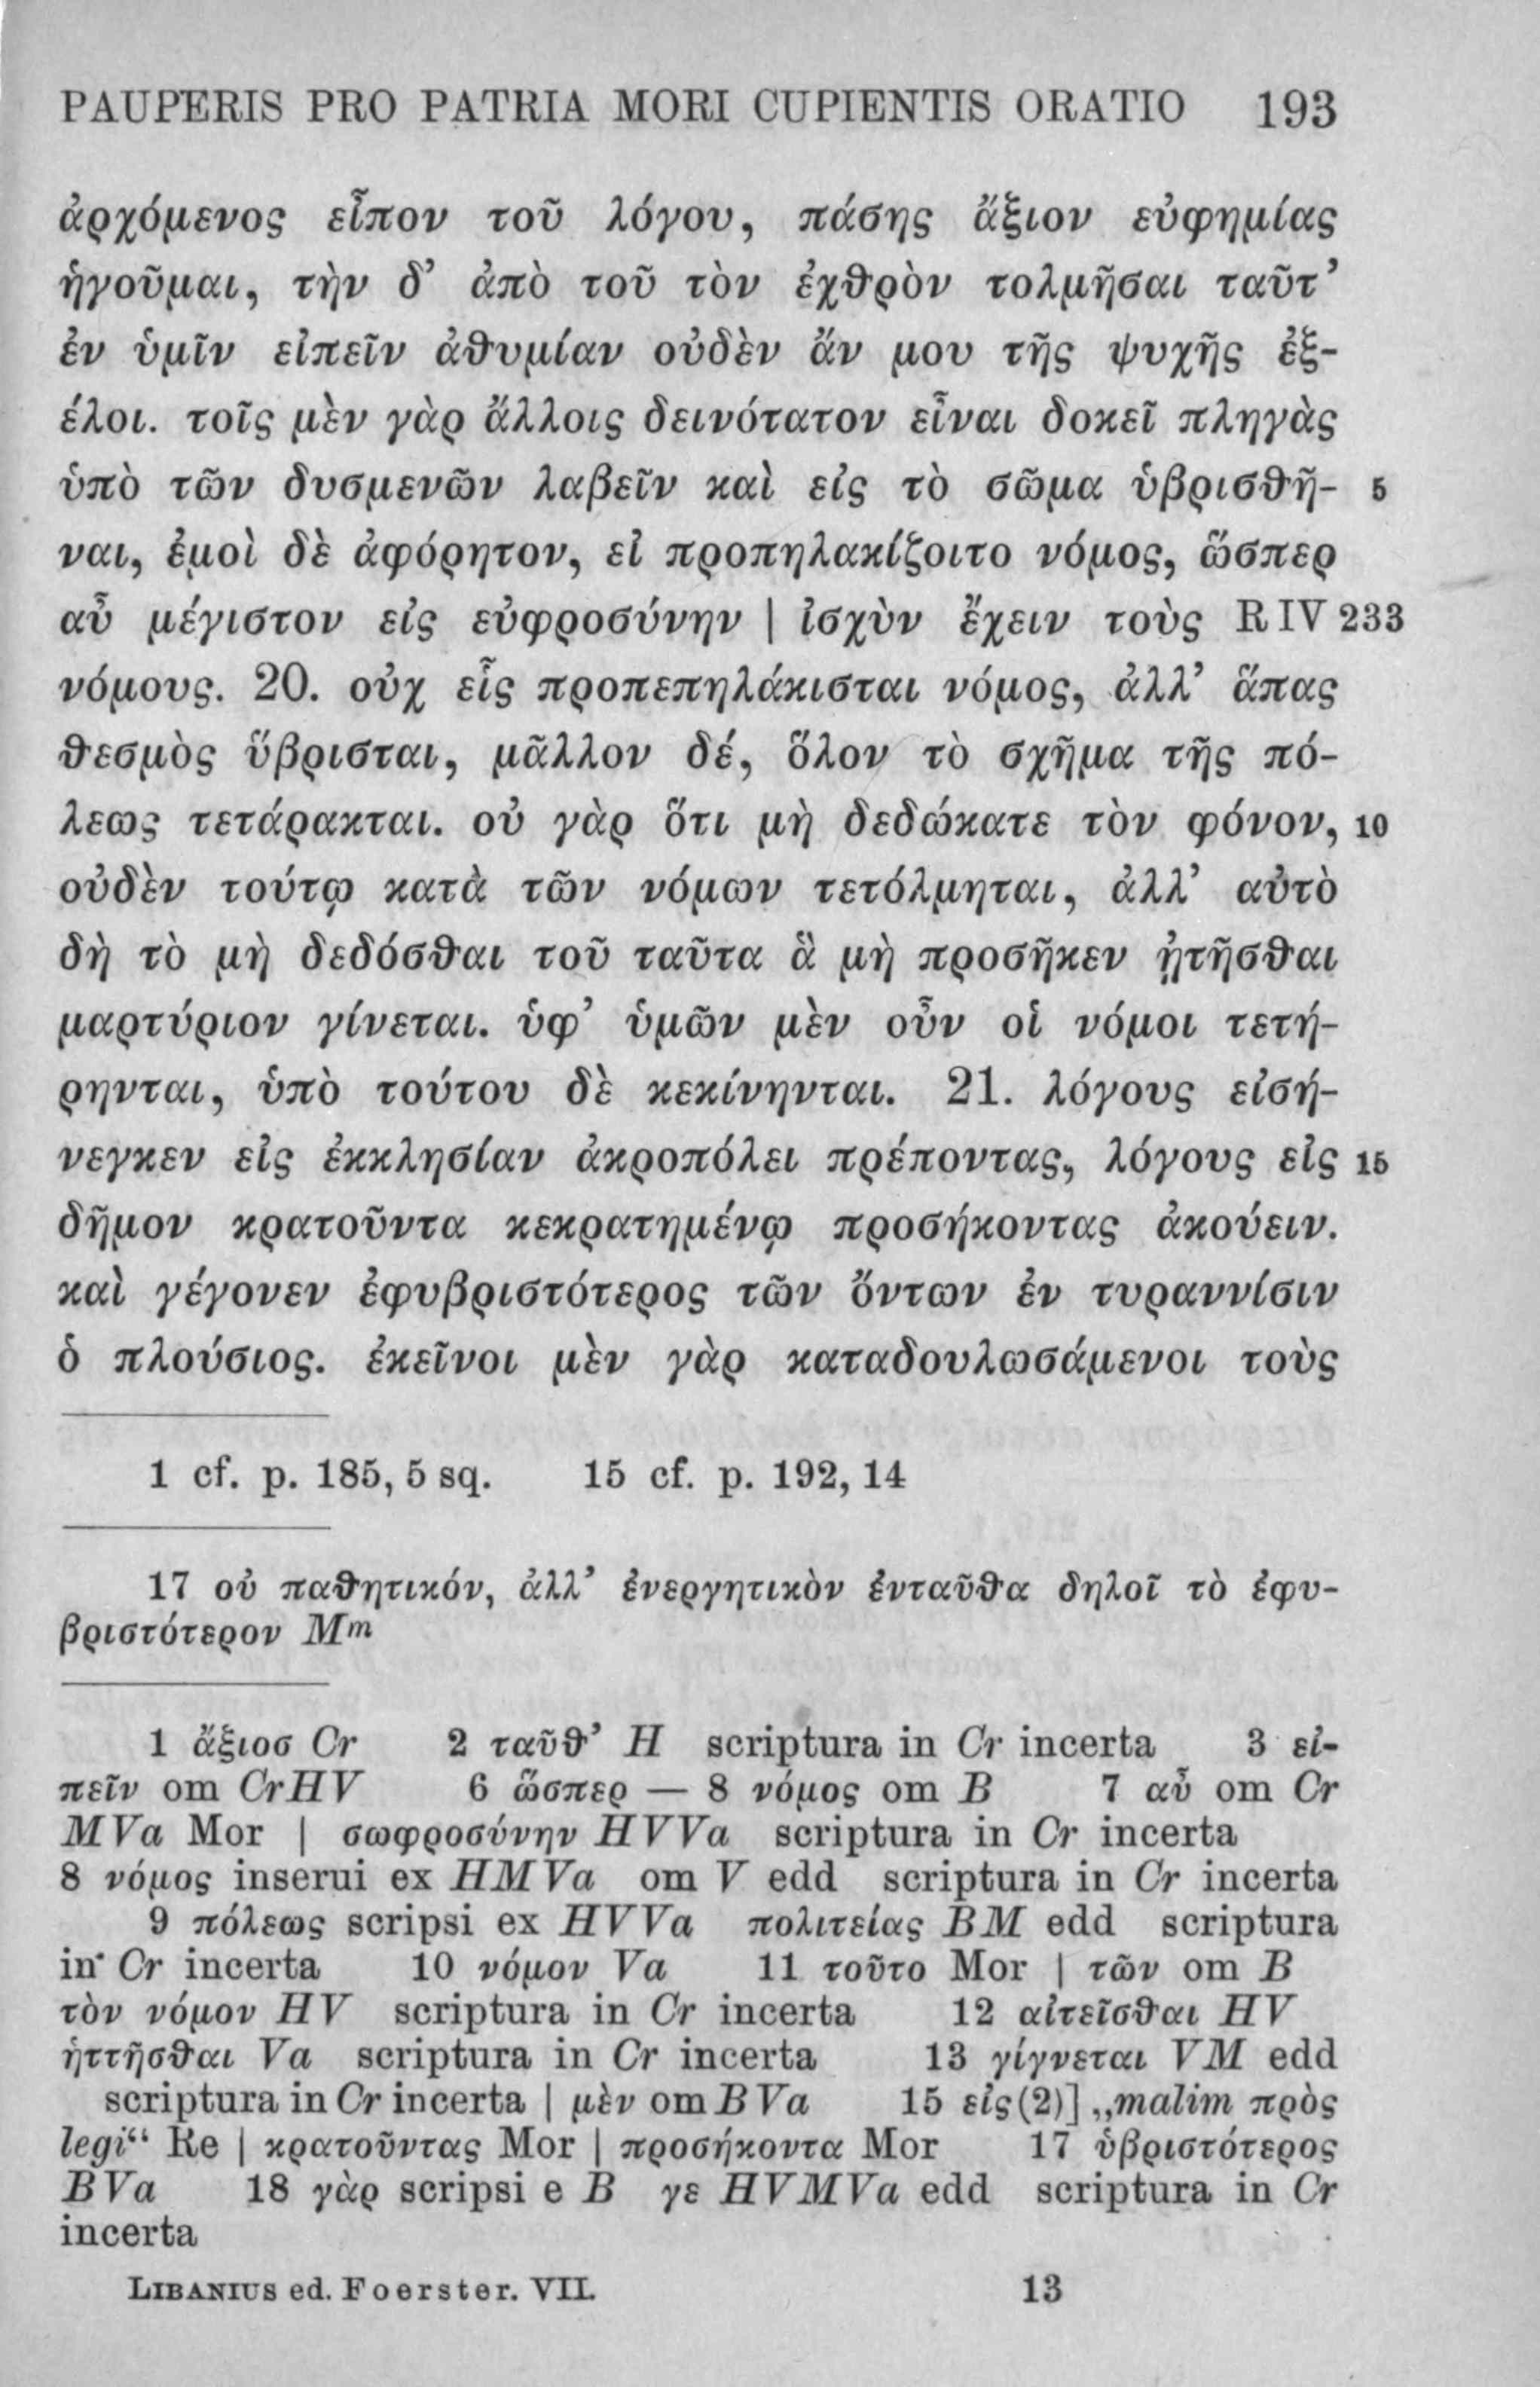 PAUPERIS PRO PATRIA MORI CUPIENTIS ORATIO 193
ἀρχόμενος εἶπον τοῦ λόγου, πάσης ἄξιον εὐφημίας
ἡγοῦμαι, τὴν δ’ ἀπὸ τοῦ τὸν ἐχθρὸν τολμῆσαι ταῦτ’
ἐν ὑμῖν εἰπεῖν ἀθυμίαν οὐδὲν ἄν μου τῆς ψυχῆς ἐξ-
έλοι. τοῖς μὲν γὰρ ἄλλοις δεινότατον εἶναι δοκεῖ πληγὰς
ὑπὸ τῶν δυσμενῶν λαβεῖν καὶ εἰς τὸ σῶμα ὑβρισθῆ- 5
ναι, ἐμοὶ δὲ ἀφόρητον, εἰ προπηλακίζοιτο νόμος, ὥσπερ
αὖ μέγιστον εἰς εὐφροσύνην | ἰσχὺν ἔχειν τοὺς R IV 233
νόμους. 20. οὐχ εἷς προπεπηλάκισται νόμος, ἀλλ’ ἅπας
θεσμὸς ὕβρισται, μᾶλλον δέ, ὅλον τὸ σχῆμα τῆς πό-
λεως τετάρακται. οὐ γὰρ ὅτι μὴ δεδώκατε τὸν φόνον, 10
οὐδὲν τούτῳ κατὰ τῶν νόμων τετόλμηται, ἀλλ’ αὐτὸ
δὴ τὸ μὴ δεδόσθαι τοῦ ταῦτα ἃ μὴ προσῆκεν ᾐτῆσθαι
μαρτύριον γίνεται. ὑφ’ ὑμῶν μὲν οὖν οἱ νόμοι τετή-
ρηνται, ὑπὸ τούτου δὲ κεκίνηνται. 21. λόγους εἰσή-
νεγκεν εἰς ἐκκλησίαν ἀκροπόλει πρέποντας, λόγους εἰς 15
δῆμον κρατοῦντα κεκρατημένῳ προσήκοντας ἀκούειν.
καὶ γέγονεν ἐφυβριστότερος τῶν ὄντων ἐν τυραννίσιν
ὁ πλούσιος. ἐκεῖνοι μὲν γὰρ καταδουλωσάμενοι τοὺς
1 cf. p. 185, 5 sq. 15 cf. p. 192, 14
17 οὐ παθητικόν, ἀλλ’ ἐνεργητικὸν ἐνταῦθα δηλοῖ τὸ ἐφυ-
βριστότερον Mm
1 ἄξιοσ Cr 2 ταῦθ’ H scriptura in Cr incerta 3 εἰ-
πεῖν om CrHV 6 ὥσπερ — 8 νόμος om B 7 αὖ om Cr
MVa Mor | σωφροσύνην HVVa scriptura in Cr incerta
8 νόμος inserui ex HMVa om V edd scriptura in Cr incerta
9 πόλεως scripsi ex HVVa πολιτείας BM edd scriptura
in Cr incerta 10 νόμον Va 11 τοῦτο Mor | τῶν om B
τὸν νόμον HV scriptura in Cr incerta 12 αἰτεῖσθαι HV
ἡττῆσθαι Va scriptura in Cr incerta 13 γίγνεται VM edd
scriptura in Cr incerta | μὲν om B Va 15 εἰς(2)] „malim πρὸς
legi“ Re | κρατοῦντας Mor | προσήκοντα Mor 17 ὑβριστότερος
BVa 18 γὰρ scripsi e B γε HVMVa edd scriptura in Cr
incerta
LIBANIUS ed. Foerster. VII. 13